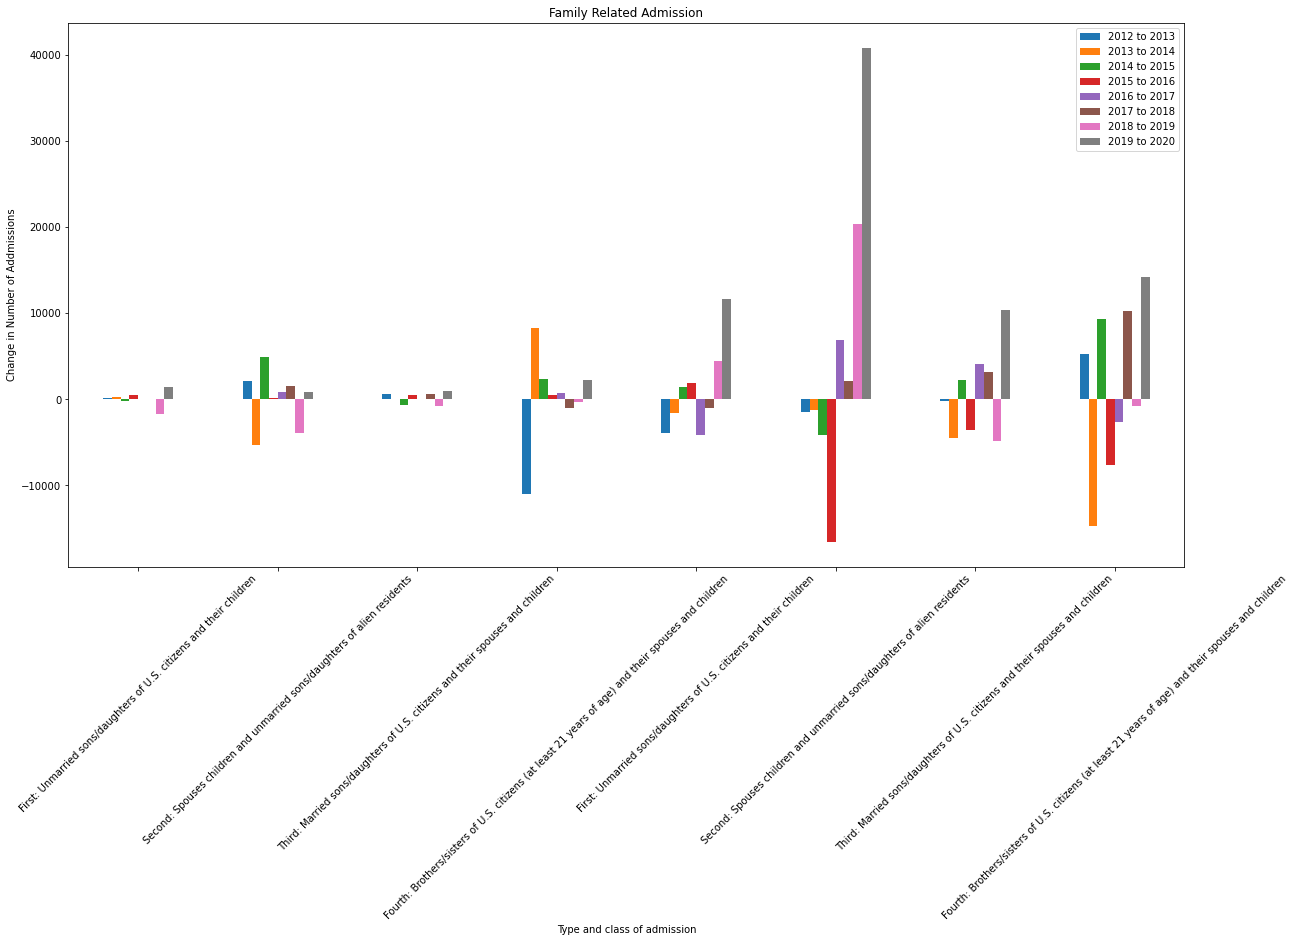 Family Related Admission
2012 to 2013
2013 to 2014
2014 to 2015
2015 to 2016
2016 to 2017
2017 to 2018
2018 to 2019
2019 to 2020
40000
30000
20000
10000
0
−10000
Change in Number of Addmissions
First: Unmarried sons/daughters of U.S. citizens and their children
Second: Spouses children and unmarried sons/daughters of alien residents
Third: Married sons/daughters of U.S. citizens and their spouses and children
Fourth: Brothers/sisters of U.S. citizens (at least 21 years of age) and their spouses and children
First: Unmarried sons/daughters of U.S. citizens and their children
Second: Spouses children and unmarried sons/daughters of alien residents
Third: Married sons/daughters of U.S. citizens and their spouses and children
Fourth: Brothers/sisters of U.S. citizens (at least 21 years of age) and their spouses and children
Type and class of admission